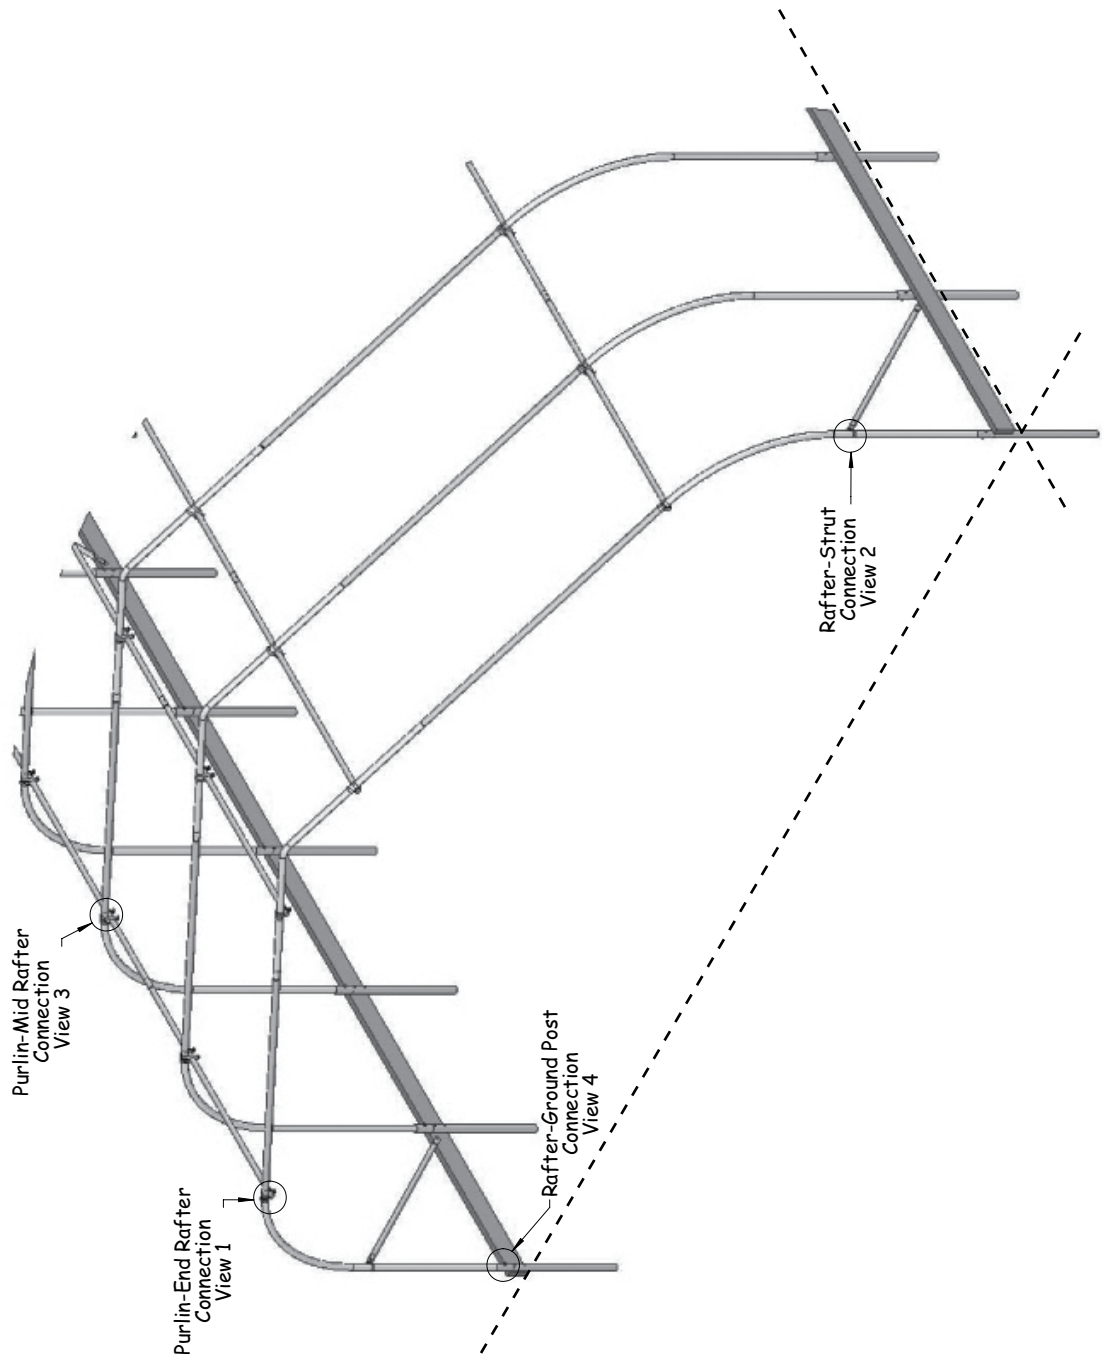 Purlin-Mid Rafter
Connection
View 3
Purlin-End Rafter
Connection
View 1
Rafter-Ground Post
Connection
View 4
Rafter-Strut
Connection
View 2